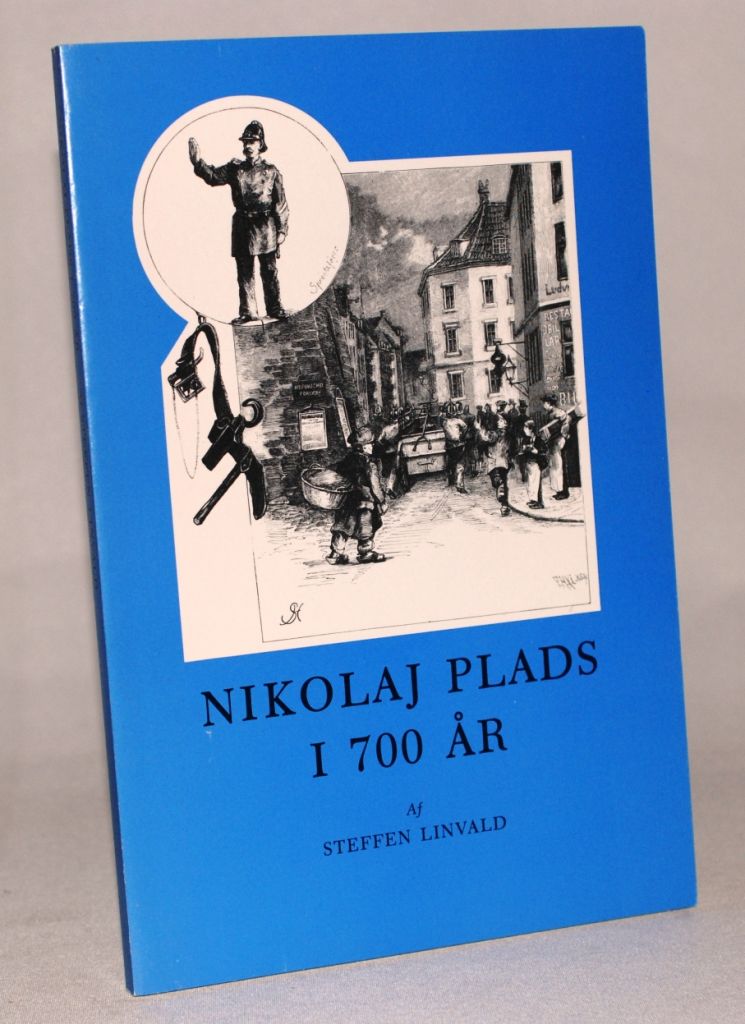 NIKOLAJ PLADS
I 700 ÅR
Af
STEFFEN LINVALD